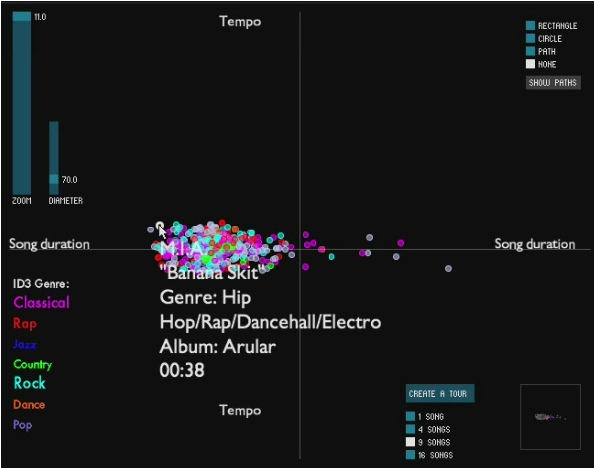 11.0
Tempo
RECTANGLE
CIRCLE
PATH
NONE
SHOW PATHS
70.0
ZOOM
DIAMETER
Song duration
Song duration
M.I.A.
"Banana Skit"
Genre: Hip
Hop/Rap/Dancehall/Electro
Album: Arular
00:38
ID3 Genre:
Classical
Rap
Jazz
Country
Rock
Dance
Pop
Tempo
CREATE A TOUR
1 SONG
4 SONGS
9 SONGS
16 SONGS